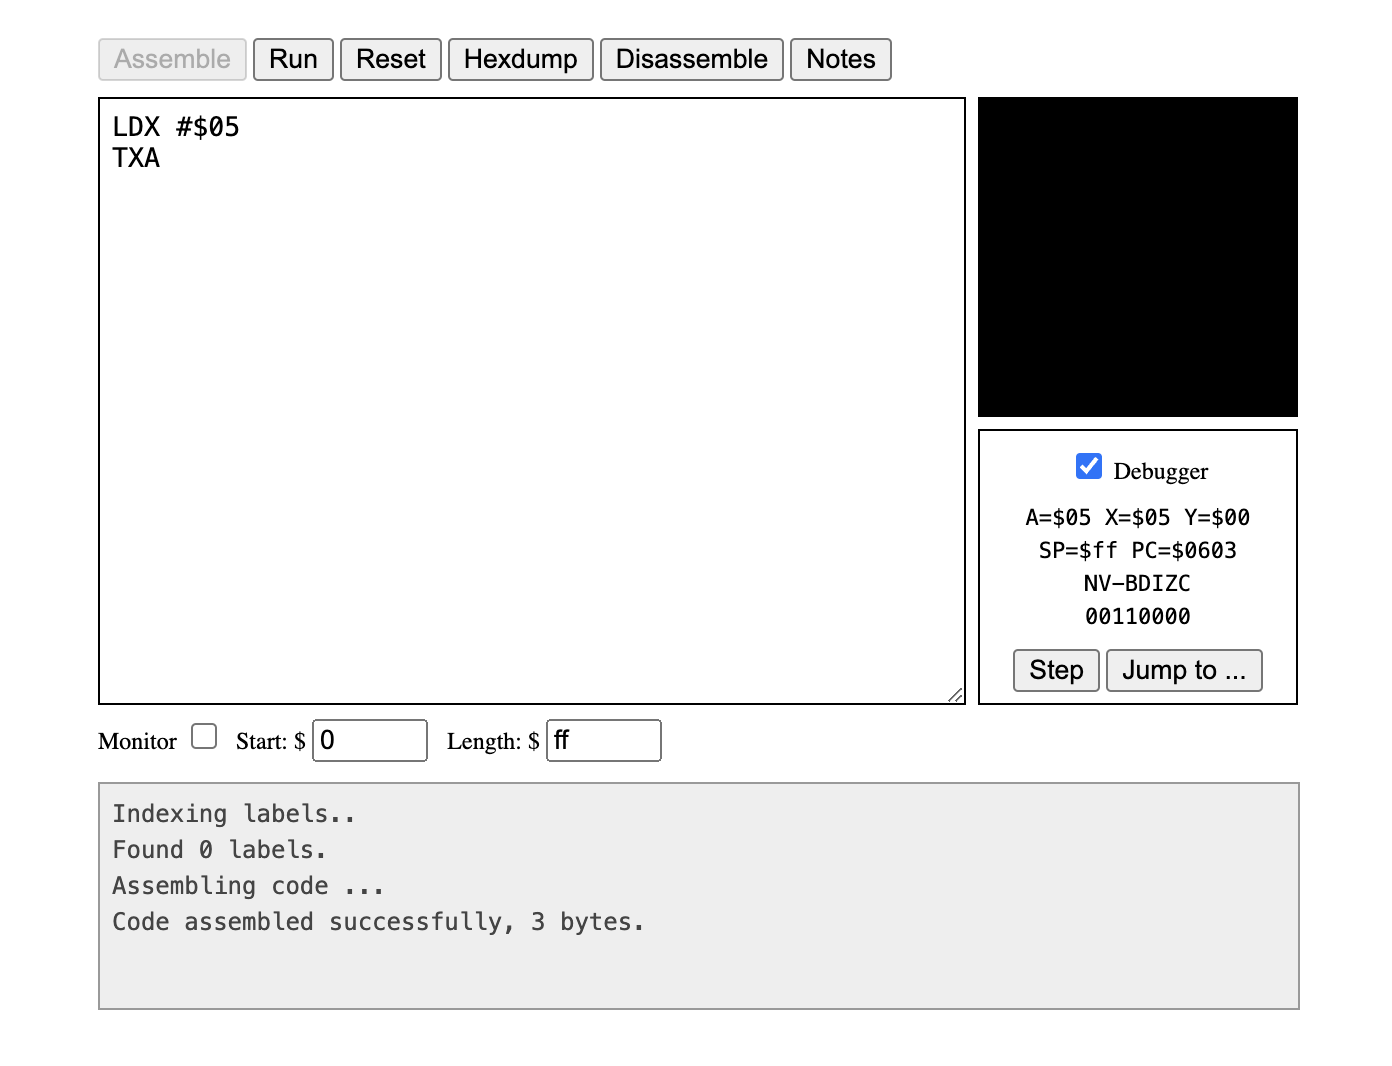 Assemble Run Reset Hexdump Disassemble Notes
LDX #$05
TXA
Debugger
A=$05 X=$05 Y=$00
SP=$ff PC=$0603
NV-BDIZC
00110000
Step Jump to ...
Monitor Start: $ 0 Length: $ ff
Indexing labels..
Found 0 labels.
Assembling code ...
Code assembled successfully, 3 bytes.